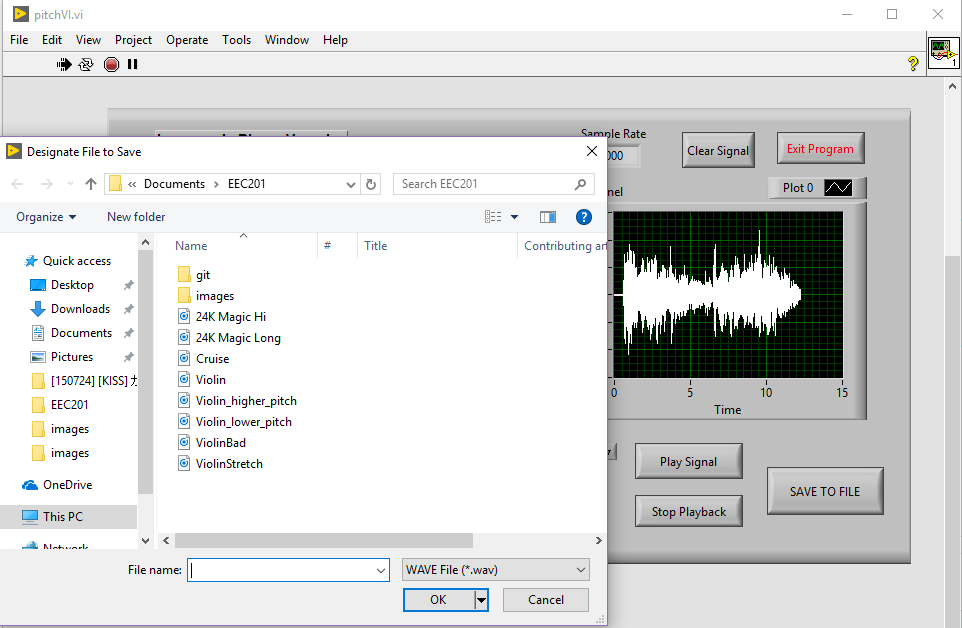 pitchVI.vi
File Edit View Project Operate Tools Window Help
1
Sample Rate
000
Clear Signal
Exit Program
Plot 0
Designate File to Save
« Documents › EEC201
Search EEC201
Organize
New folder
Name
#
Title
Contributing
Quick access
Desktop
Downloads
Documents
Pictures
[150724] [KISS]
EEC201
images
images
OneDrive
This PC
Network
git
images
24K Magic Hi
24K Magic Long
Cruise
Violin
Violin_higher_pitch
Violin_lower_pitch
ViolinBad
ViolinStretch
File name:
WAVE File (*.wav)
OK
Cancel
0 5 10 15
Time
Play Signal
Stop Playback
SAVE TO FILE